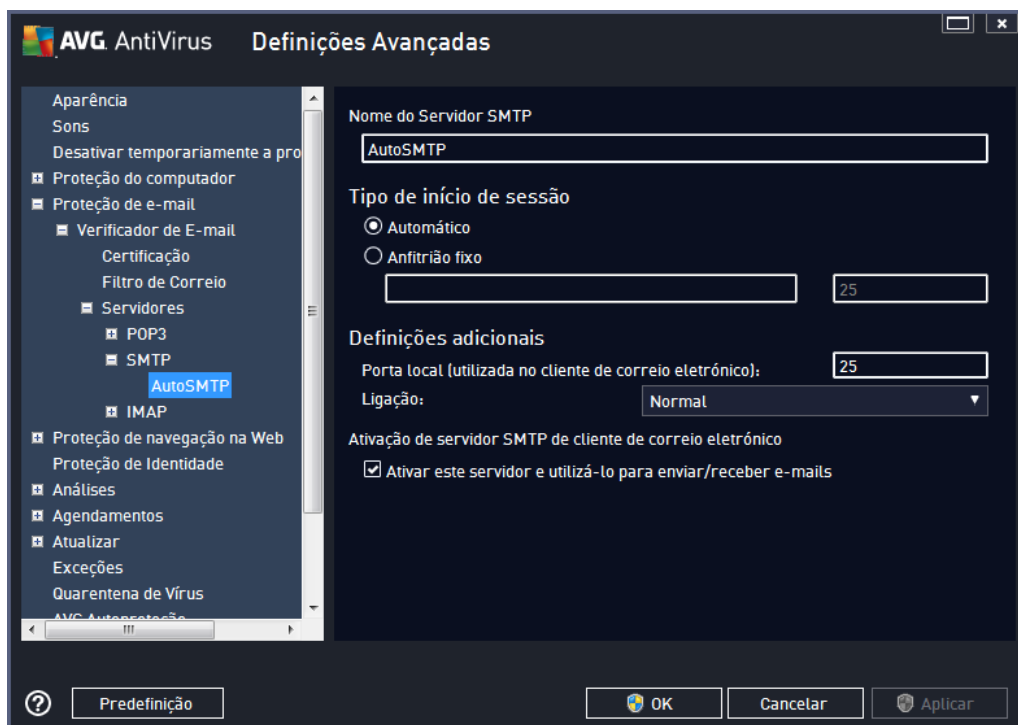 AVG. AntiVirus Definições Avançadas
Aparência
Sons
Desativar temporariamente a pro
Proteção do computador
Proteção de e-mail
Verificador de E-mail
Certificação
Filtro de Correio
Servidores
POP3
SMTP
AutoSMTP
IMAP
Proteção de navegação na Web
Proteção de Identidade
Análises
Agendamentos
Atualizar
Exceções
Quarentena de Vírus
AVG Autoproteção
Nome do Servidor SMTP
AutoSMTP
Tipo de início de sessão
Automático
Anfitrião fixo
25
Definições adicionais
Porta local (utilizada no cliente de correio eletrónico): 25
Ligação: Normal
Ativação de servidor SMTP de cliente de correio eletrónico
Ativar este servidor e utilizá-lo para enviar/receber e-mails
? Predefinição OK Cancelar Aplicar